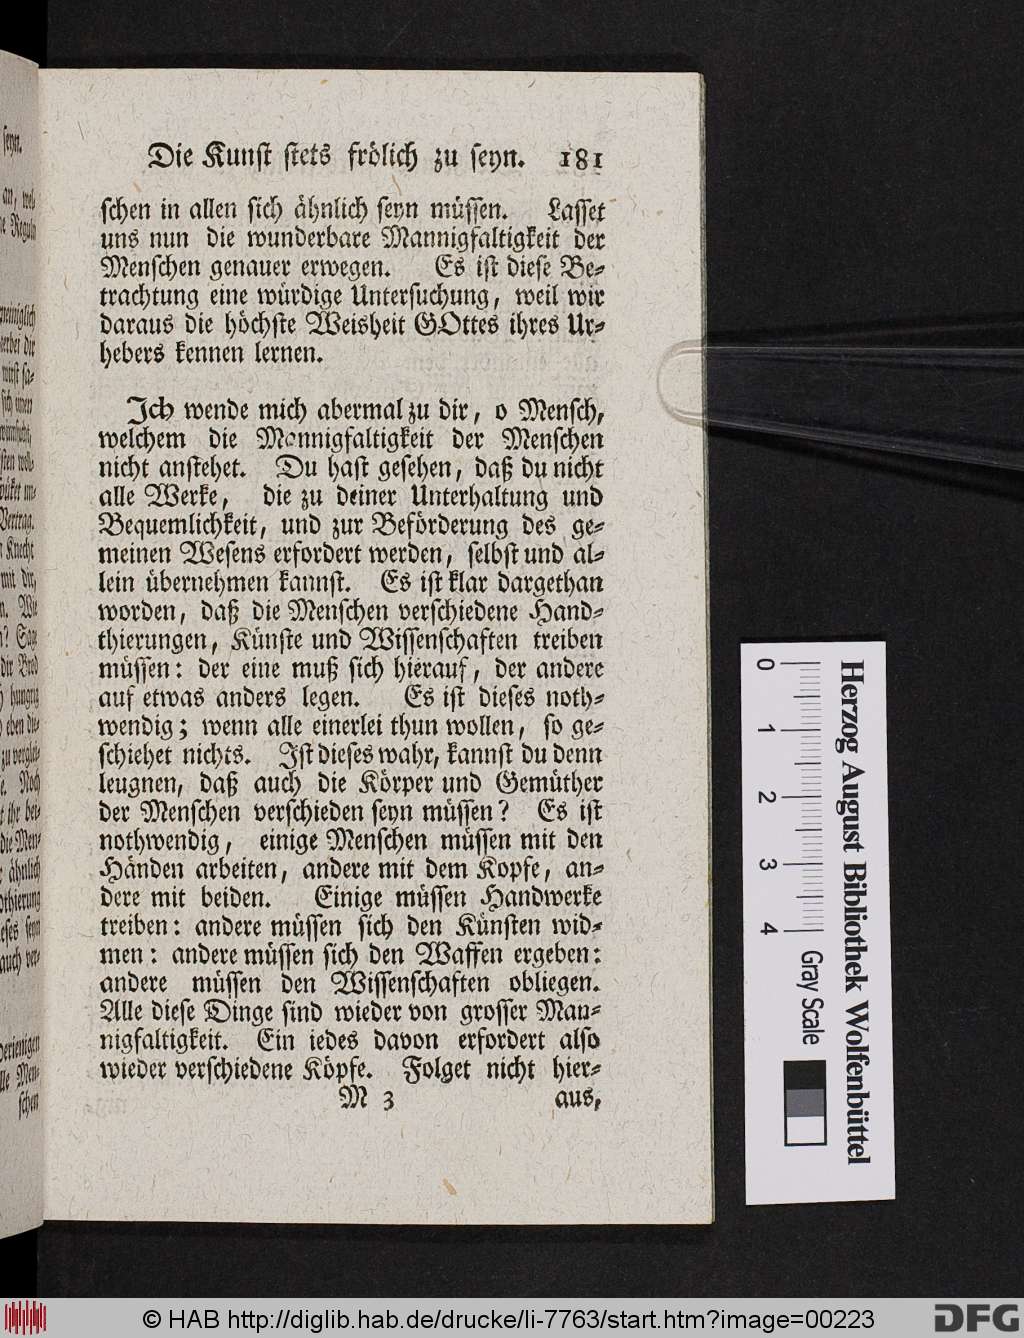 Die Kunst stets frölich zu seyn. 181
schen in allen sich ähnlich seyn müssen. Lasset
uns nun die wunderbare Mannigfaltigkeit der
Menschen genauer erwegen. Es ist diese Be-
trachtung eine würdige Untersuchung, weil wir
daraus die höchste Weisheit GOttes ihres Ur-
hebers kennen lernen.
Ich wende mich abermal zu dir, o Mensch,
welchem die Mannigfaltigkeit der Menschen
nicht anstehet. Du hast gesehen, daß du nicht
alle Werke, die zu deiner Unterhaltung und
Bequemlichkeit, und zur Beförderung des ge-
meinen Wesens erfordert werden, selbst und al-
lein übernehmen kannst. Es ist klar dargethan
worden, daß die Menschen verschiedene Hand-
thierungen, Künste und Wissenschaften treiben
müssen: der eine muß sich hierauf, der andere
auf etwas anders legen. Es ist dieses noth-
wendig; wenn alle einerlei thun wollen, so ge-
schiehet nichts. Ist dieses wahr, kannst du denn
leugnen, daß auch die Körper und Gemüther
der Menschen verschieden seyn müssen? Es ist
nothwendig, einige Menschen müssen mit den
Händen arbeiten, andere mit dem Kopfe, an-
dere mit beiden. Einige müssen Handwerke
treiben: andere müssen sich den Künsten wid-
men: andere müssen sich den Waffen ergeben:
andere müssen den Wissenschaften obliegen.
Alle diese Dinge sind wieder von grosser Man-
nigfaltigkeit. Ein iedes davon erfordert also
wieder verschiedene Köpfe. Folget nicht hier-
M 3 aus,
Herzog August Bibliothek Wolfenbüttel
0 1 2 3 4 Gray Scale
© HAB http://diglib.hab.de/drucke/li-7763/start.htm?image=00223
DFG